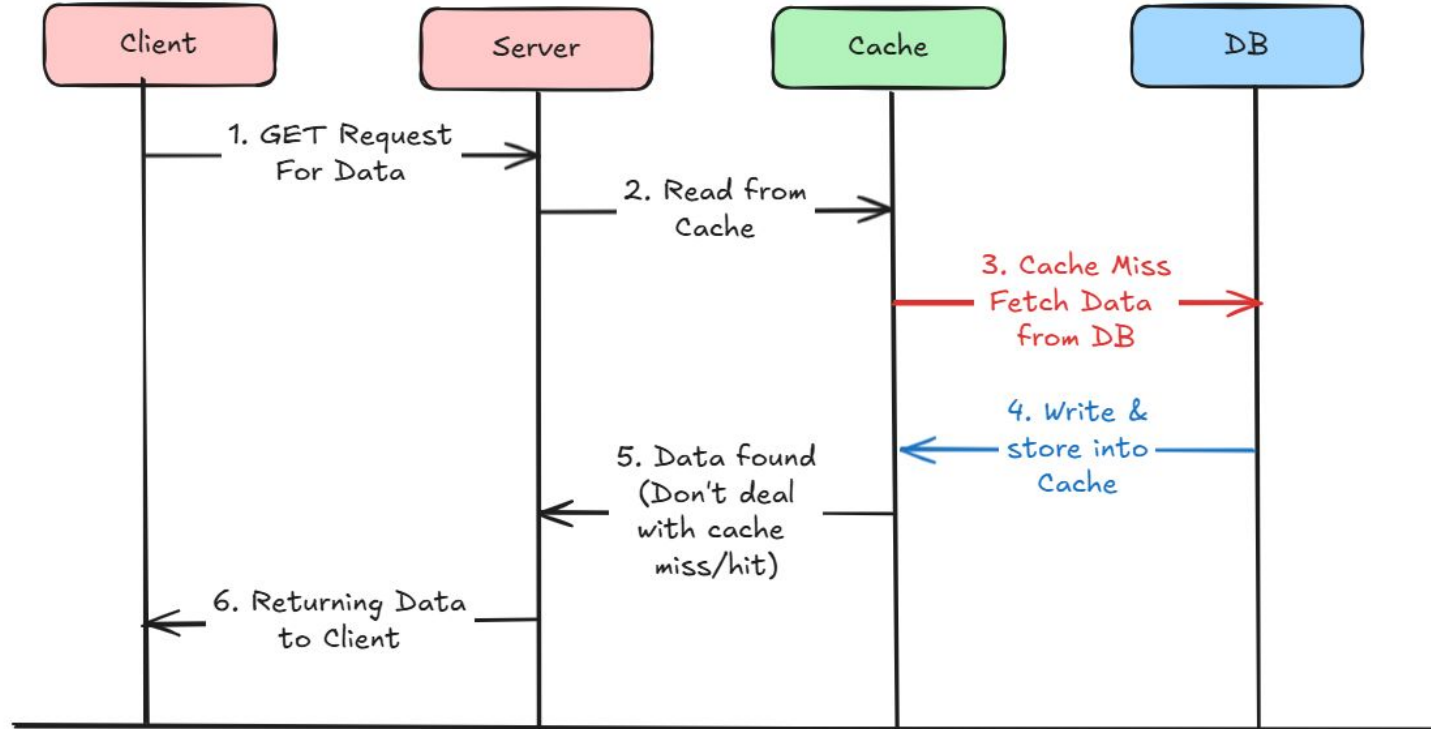 Client
Server
Cache
DB
1. GET Request
For Data
2. Read from
Cache
3. Cache Miss
Fetch Data
from DB
4. Write &
store into
Cache
5. Data found
(Don't deal
with cache
miss/hit)
6. Returning Data
to Client